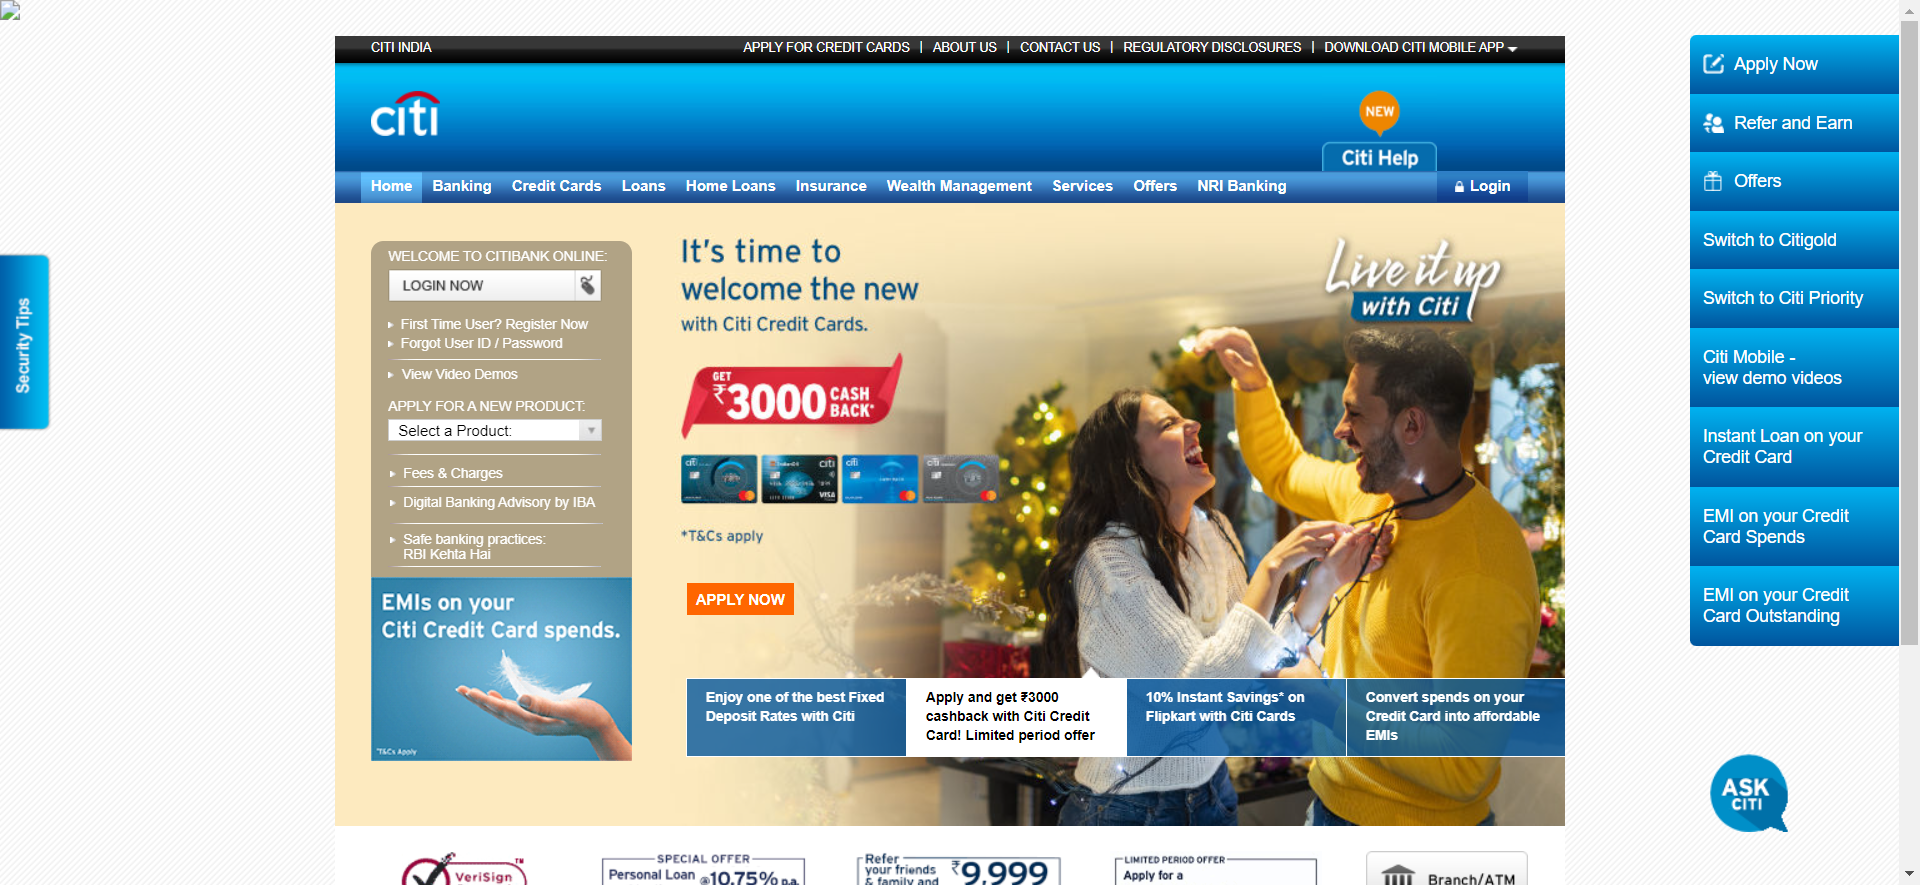 CITI INDIA
APPLY FOR CREDIT CARDS | ABOUT US | CONTACT US | REGULATORY DISCLOSURES | DOWNLOAD CITI MOBILE APP
citi
NEW
Citi Help
Home Banking Credit Cards Loans Home Loans Insurance Wealth Management Services Offers NRI Banking Login
Security Tips
WELCOME TO CITIBANK ONLINE:
LOGIN NOW
First Time User? Register Now
Forgot User ID / Password
View Video Demos
APPLY FOR A NEW PRODUCT:
Select a Product:
Fees & Charges
Digital Banking Advisory by IBA
Safe banking practices:
RBI Kehta Hai
EMIs on your
Citi Credit Card spends.
*T&Cs Apply
It's time to
welcome the new
with Citi Credit Cards.
GET
₹3000 CASH
BACK*
citi
citi
VISA
citi
citi
*T&Cs apply
APPLY NOW
Live it up
with Citi
Enjoy one of the best Fixed
Deposit Rates with Citi
Apply and get ₹3000
cashback with Citi Credit
Card! Limited period offer
10% Instant Savings* on
Flipkart with Citi Cards
Convert spends on your
Credit Card into affordable
EMIs
Apply Now
Refer and Earn
Offers
Switch to Citigold
Switch to Citi Priority
Citi Mobile -
view demo videos
Instant Loan on your
Credit Card
EMI on your Credit
Card Spends
EMI on your Credit
Card Outstanding
ASK
CITI
VeriSign
SPECIAL OFFER
Personal Loan @10.75% p.a.
Refer
your friends
& family and
₹9,999
LIMITED PERIOD OFFER
Apply for a
Branch/ATM